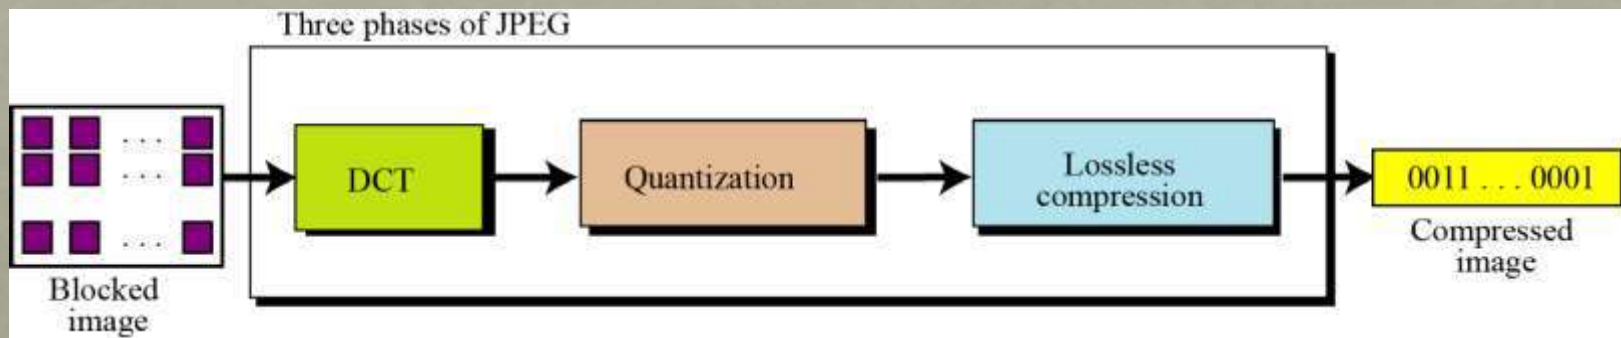 Three phases of JPEG
. . .
. . .
. . .
DCT
Quantization
Lossless
compression
0011 . . . 0001
Blocked
image
Compressed
image